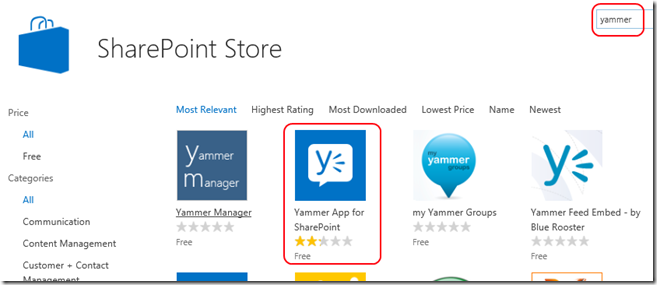 yammer
SharePoint Store
Price
All
Free
Categories
All
Communication
Content Management
Customer + Contact
Management
Most Relevant Highest Rating Most Downloaded Lowest Price Name Newest
yammer
manager
Yammer Manager
Free
Yammer App for
SharePoint
Free
my
yammer
groups
my Yammer Groups
Free
Yammer Feed Embed - by
Blue Rooster
Free